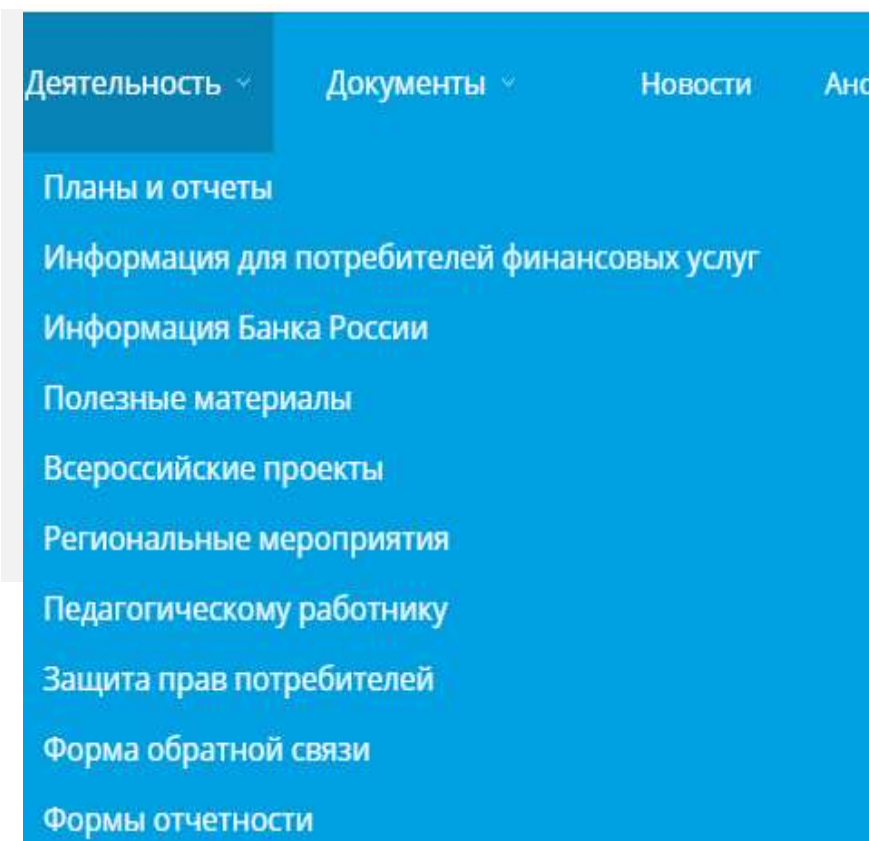 Деятельность Документы Новости
Планы и отчеты
Информация для потребителей финансовых услуг
Информация Банка России
Полезные материалы
Всероссийские проекты
Региональные мероприятия
Педагогическому работнику
Защита прав потребителей
Форма обратной связи
Формы отчетности